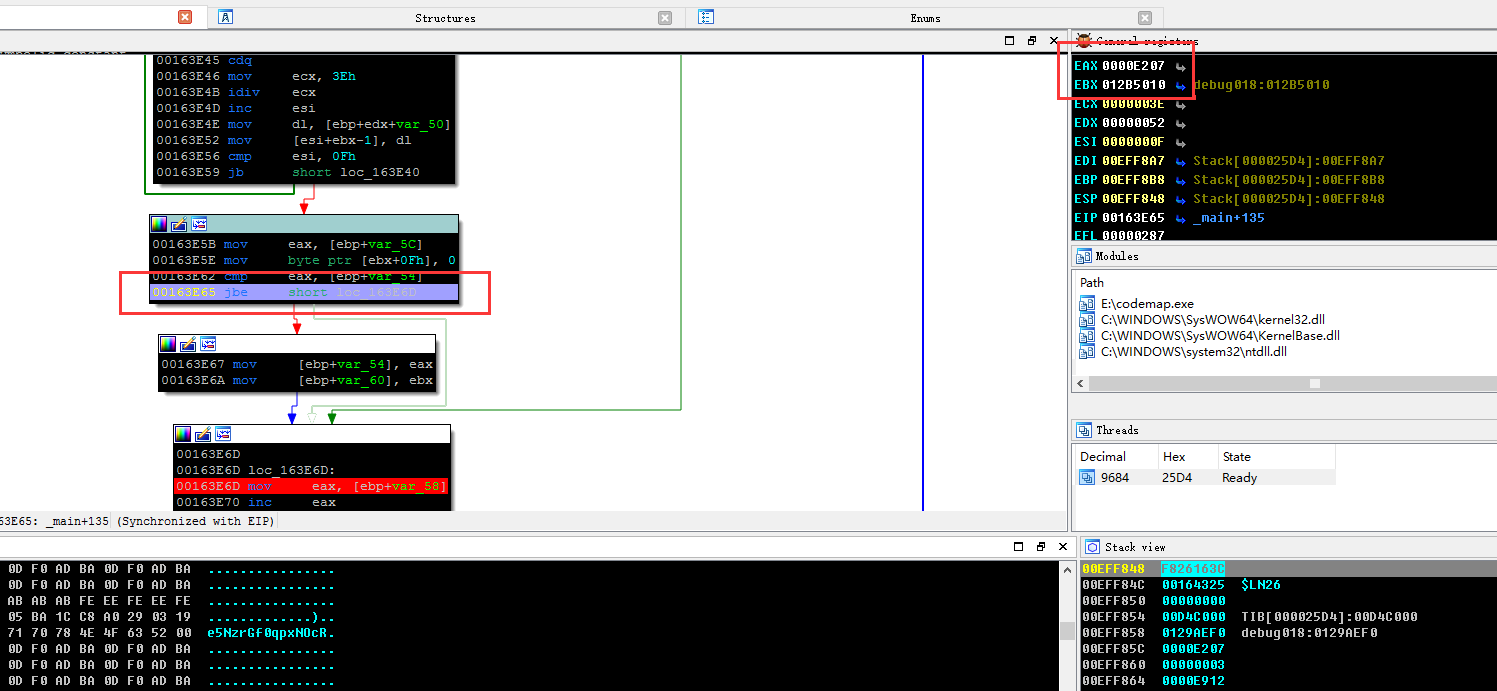 Structures
Enums
General registers
00163E45 cdq
00163E46 mov ecx, 3Eh
00163E4B idiv ecx
00163E4D inc esi
00163E4E mov dl, [ebp+edx+var_50]
00163E52 mov [esi+ebx-1], dl
00163E56 cmp esi, 0Fh
00163E59 jb short loc_163E40
00163E5B mov eax, [ebp+var_5C]
00163E5E mov byte ptr [ebx+0Fh], 0
00163E62 cmp eax, [ebp+var_54]
00163E65 jbe short loc_163E6D
00163E67 mov [ebp+var_54], eax
00163E6A mov [ebp+var_60], ebx
00163E6D
00163E6D loc_163E6D:
00163E6D mov eax, [ebp+var_58]
00163E70 inc eax
63E65: _main+135 (Synchronized with EIP)
EAX 0000E207
EBX 012B5010 debug018:012B5010
ECX 0000003E
EDX 00000052
ESI 0000000F
EDI 00EFF8A7 Stack[000025D4]:00EFF8A7
EBP 00EFF8B8 Stack[000025D4]:00EFF8B8
ESP 00EFF848 Stack[000025D4]:00EFF848
EIP 00163E65 _main+135
EFL 00000287
Modules
Path
E:\codemap.exe
C:\WINDOWS\SysWOW64\kernel32.dll
C:\WINDOWS\SysWOW64\KernelBase.dll
C:\WINDOWS\system32\ntdll.dll
Threads
Decimal Hex State
9684 25D4 Ready
0D F0 AD BA 0D F0 AD BA ................
0D F0 AD BA 0D F0 AD BA ................
AB AB AB FE EE FE EE FE ................
05 BA 1C C8 A0 29 03 19 .............)..
71 70 78 4E 4F 63 52 00 e5NzrGf0qpxNOcR.
0D F0 AD BA 0D F0 AD BA ................
0D F0 AD BA 0D F0 AD BA ................
0D F0 AD BA 0D F0 AD BA ................
Stack view
00EFF848 F826163C
00EFF84C 00164325 $LN26
00EFF850 00000000
00EFF854 00D4C000 TIB[000025D4]:00D4C000
00EFF858 0129AEF0 debug018:0129AEF0
00EFF85C 0000E207
00EFF860 00000003
00EFF864 0000E912